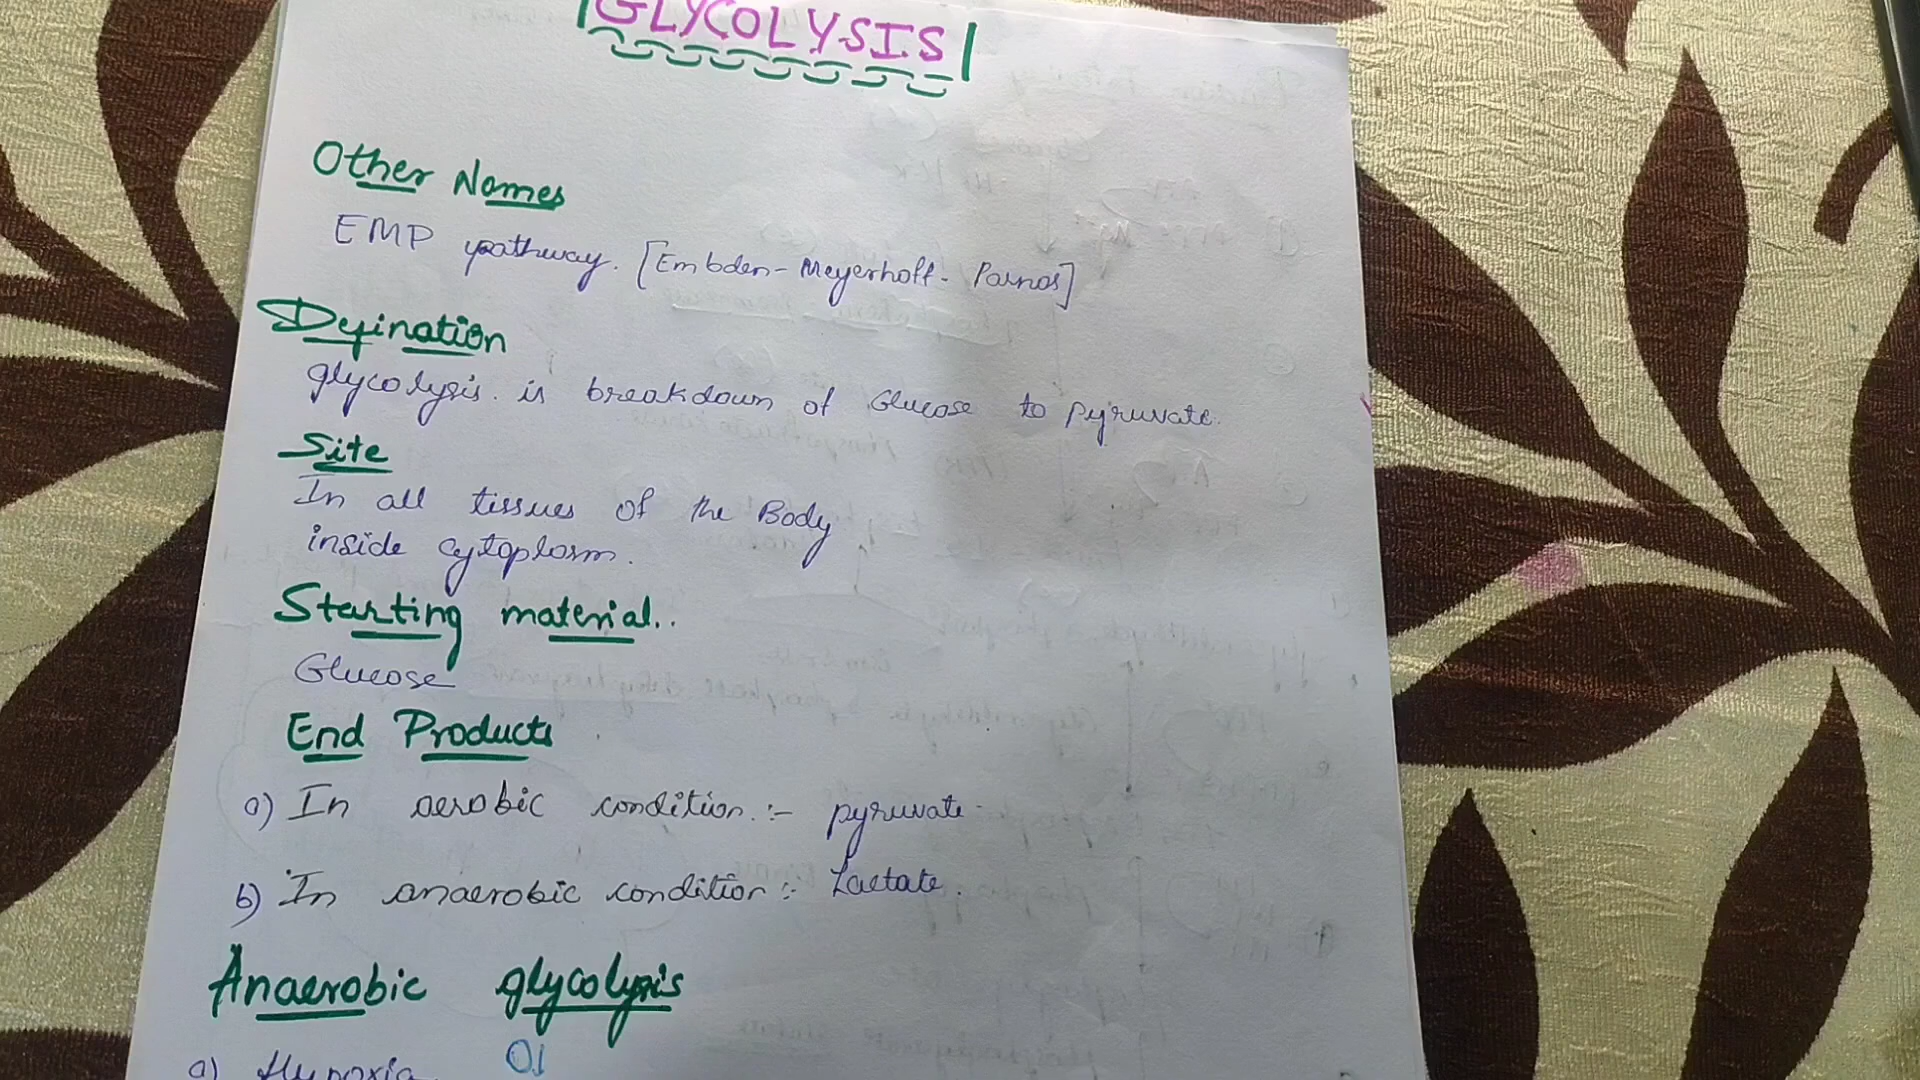 GLYCOLYSIS
Other Names
EMP pathway. [Embden-Meyerhoff-Parnas]
Defination
glycolysis. is breakdown of Glucose to pyruvate.
Site
In all tissues of the Body
inside cytoplasm.
Starting material..
Glucose
End Products
a) In aerobic condition :- pyruvate
b) In anaerobic condition :- Lactate.
Anaerobic glycolysis
a) Hypoxia